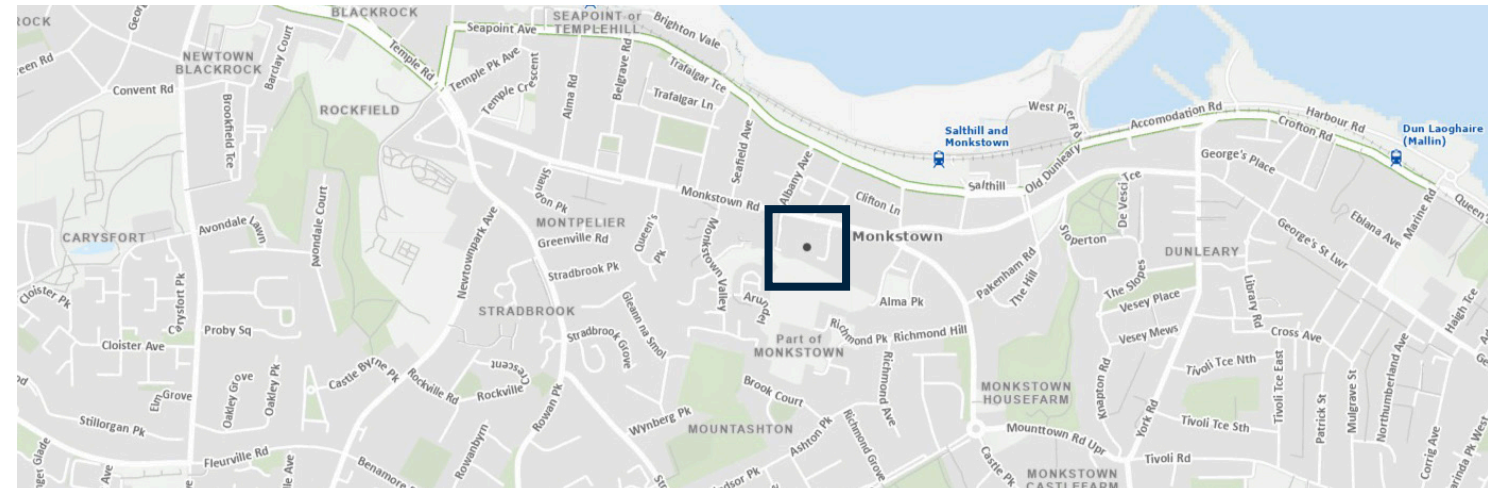 BLACKROCK
SEAPOINT or
TEMPLEHILL
Brighton Vale
Seapoint Ave
Temple Rd
Temple Pk Ave
Temple Crescent
Alma Rd
Belgrave Rd
Trafalgar Tce
Trafalgar Ln
Barclay Court
NEWTOWN
BLACKROCK
Convent Rd
Brookfield Tce
ROCKFIELD
Seafield Ave
Albany Ave
West Pier Rd
Accomodation Rd
Harbour Rd
Crofton Rd
Salthill and
Monkstown
Dun Laoghaire
(Mallin)
Salthill
Old Dunleary
George's Place
De Vesci Tce
Clifton Ln
Monkstown Rd
Monkstown
Shandon Pk
MONTPELIER
Greenville Rd
Queen's
Pk
Monkstown Valley
Stradbrook Pk
Avondale Lawn
Avondale Court
CARYSFORT
Newtownpark Ave
Cloister Pk
Carysfort Pk
Proby Sq
Cloister Ave
STRADBROOK
Gleann na Smol
Stradbrook Grove
Arundel
Part of
MONKSTOWN
Richmond Pk
Richmond Hill
Alma Pk
Pakenham Rd
The Hill
Sloperton
DUNLEARY
The Slopes
Vesey Place
Vesey Mews
Library Rd
George's St Lwr
Eblana Ave
Marine Rd
Queen's
Haigh Tce
Cross Ave
Castle Byrne Pk
Rockville Rd
Rockville
Crescent
Rowan Pk
Oakley Grove
Oakley Pk
Elm Grove
Stillorgan Pk
Fleurville Rd
Rowanbyrn
Wynberg Pk
Brook Court
MOUNTASHTON
Ashton Pk
Richmond Grove
Richmond Ave
MONKSTOWN
HOUSEFARM
Knapton Rd
York Rd
Mounttown Rd Upr
Castle Pk
MONKSTOWN
CASTLEFARM
Tivoli Rd
Tivoli Tce Nth
Tivoli Tce East
Tivoli Tce Sth
Patrick St
Mulgrave St
Northumberland Ave
Corrig Ave